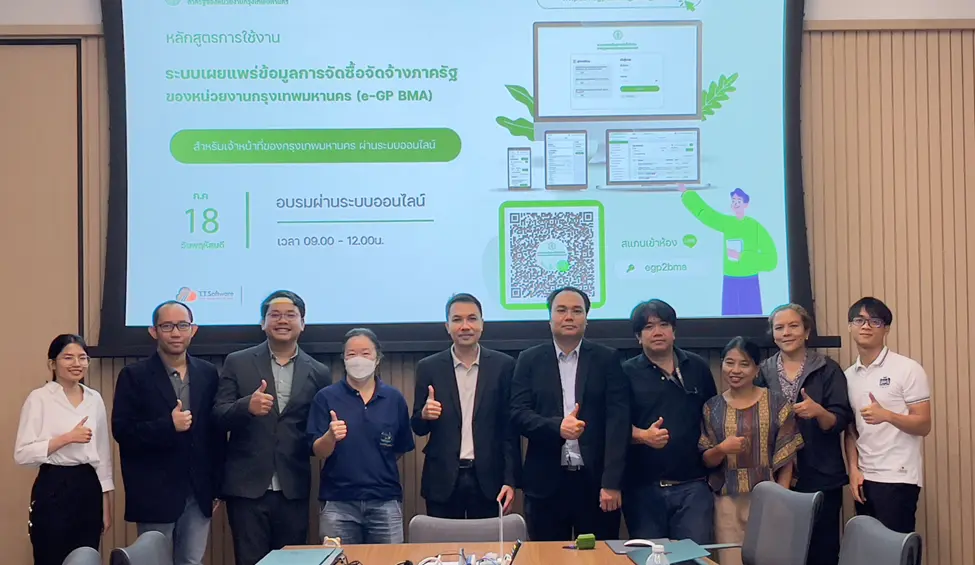 หลักสูตรการใช้งาน
ระบบเผยแพร่ข้อมูลการจัดซื้อจัดจ้างภาครัฐ
ของหน่วยงานกรุงเทพมหานคร (e-GP BMA)
สำหรับเจ้าหน้าที่ของกรุงเทพมหานคร ผ่านระบบออนไลน์
ก.ค
18
วันพฤหัสบดี
อบรมผ่านระบบออนไลน์
เวลา 09.00 - 12.00น.
สแกนเข้าห้อง
egp2bma
TTSoftware